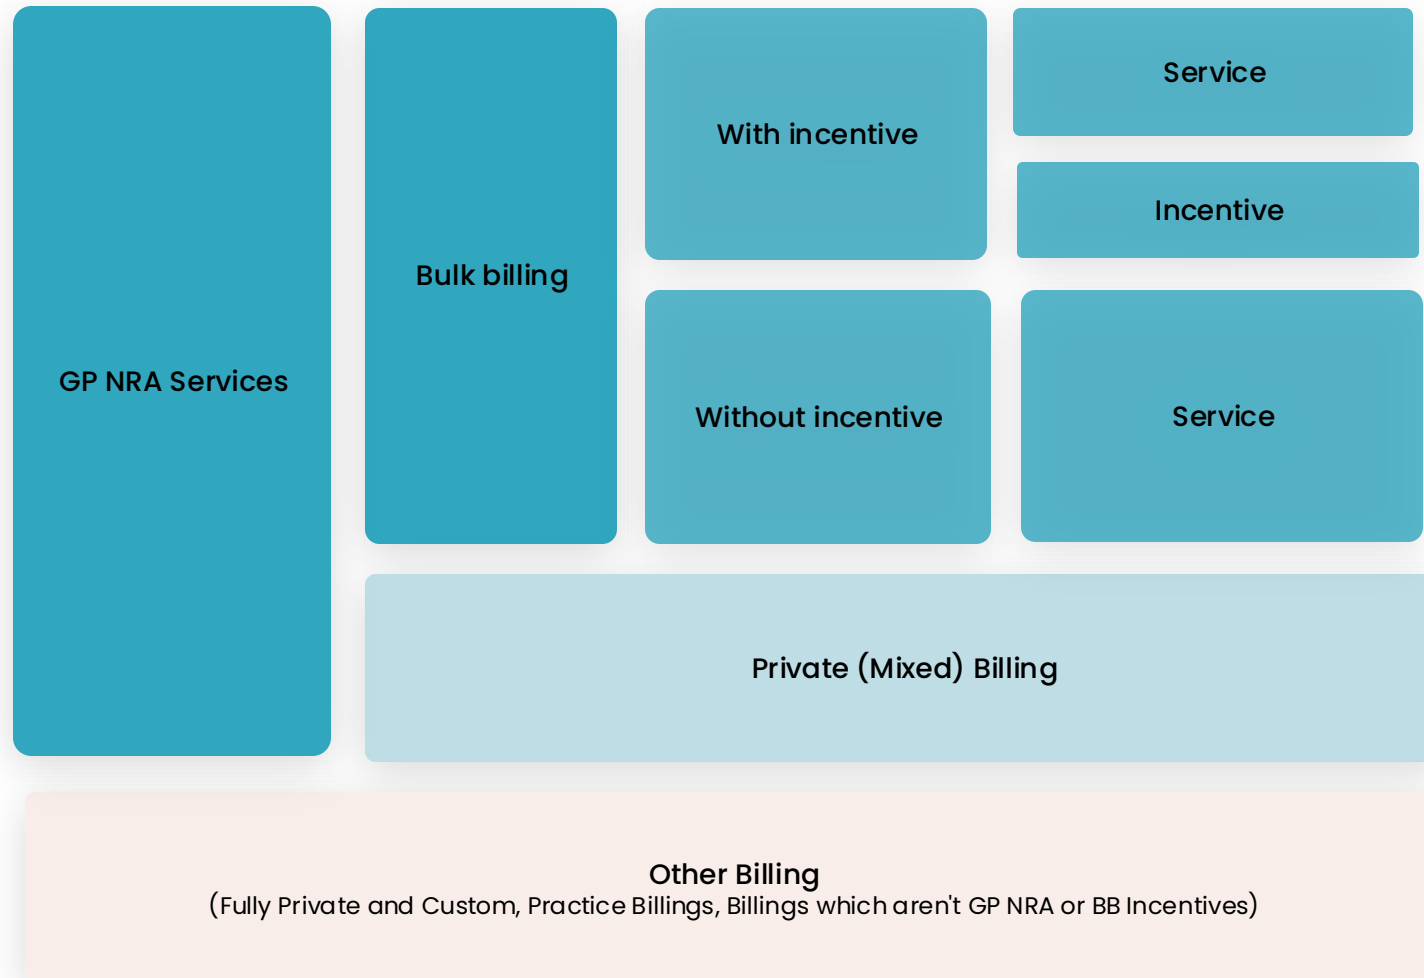 GP NRA Services
Bulk billing
With incentive
Service
Incentive
Without incentive
Service
Private (Mixed) Billing
Other Billing
(Fully Private and Custom, Practice Billings, Billings which aren't GP NRA or BB Incentives)